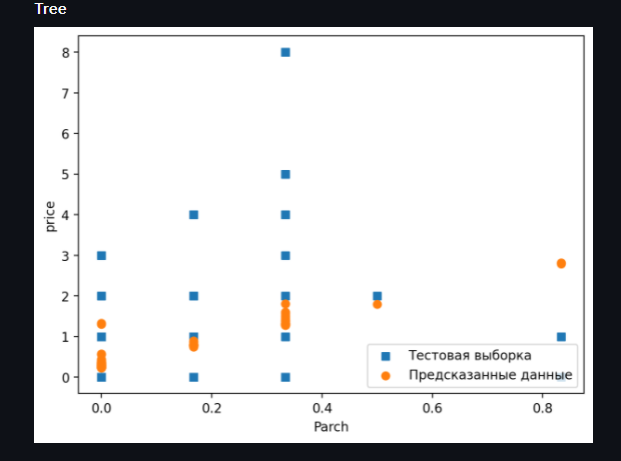 Tree
8
7
6
5
4
3
2
1
0
price
Тестовая выборка
Предсказанные данные
0.0 0.2 0.4 0.6 0.8
Parch